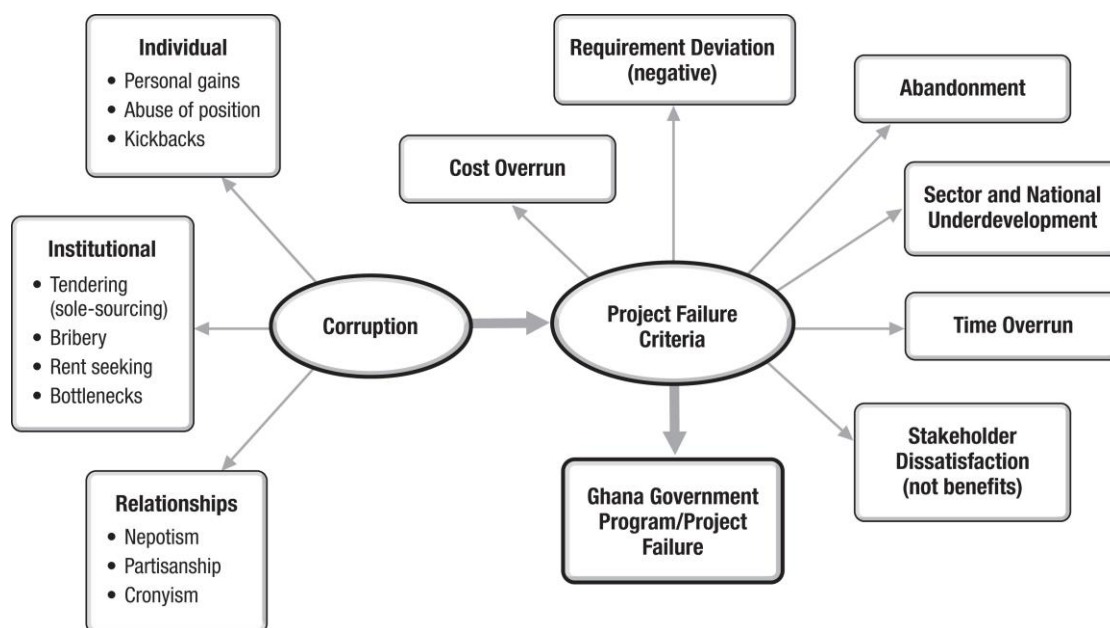 Individual
• Personal gains
• Abuse of position
• Kickbacks
Institutional
• Tendering
(sole-sourcing)
• Bribery
• Rent seeking
• Bottlenecks
Relationships
• Nepotism
• Partisanship
• Cronyism
Corruption
Cost Overrun
Requirement Deviation
(negative)
Abandonment
Sector and National
Underdevelopment
Project Failure
Criteria
Time Overrun
Stakeholder
Dissatisfaction
(not benefits)
Ghana Government
Program/Project
Failure